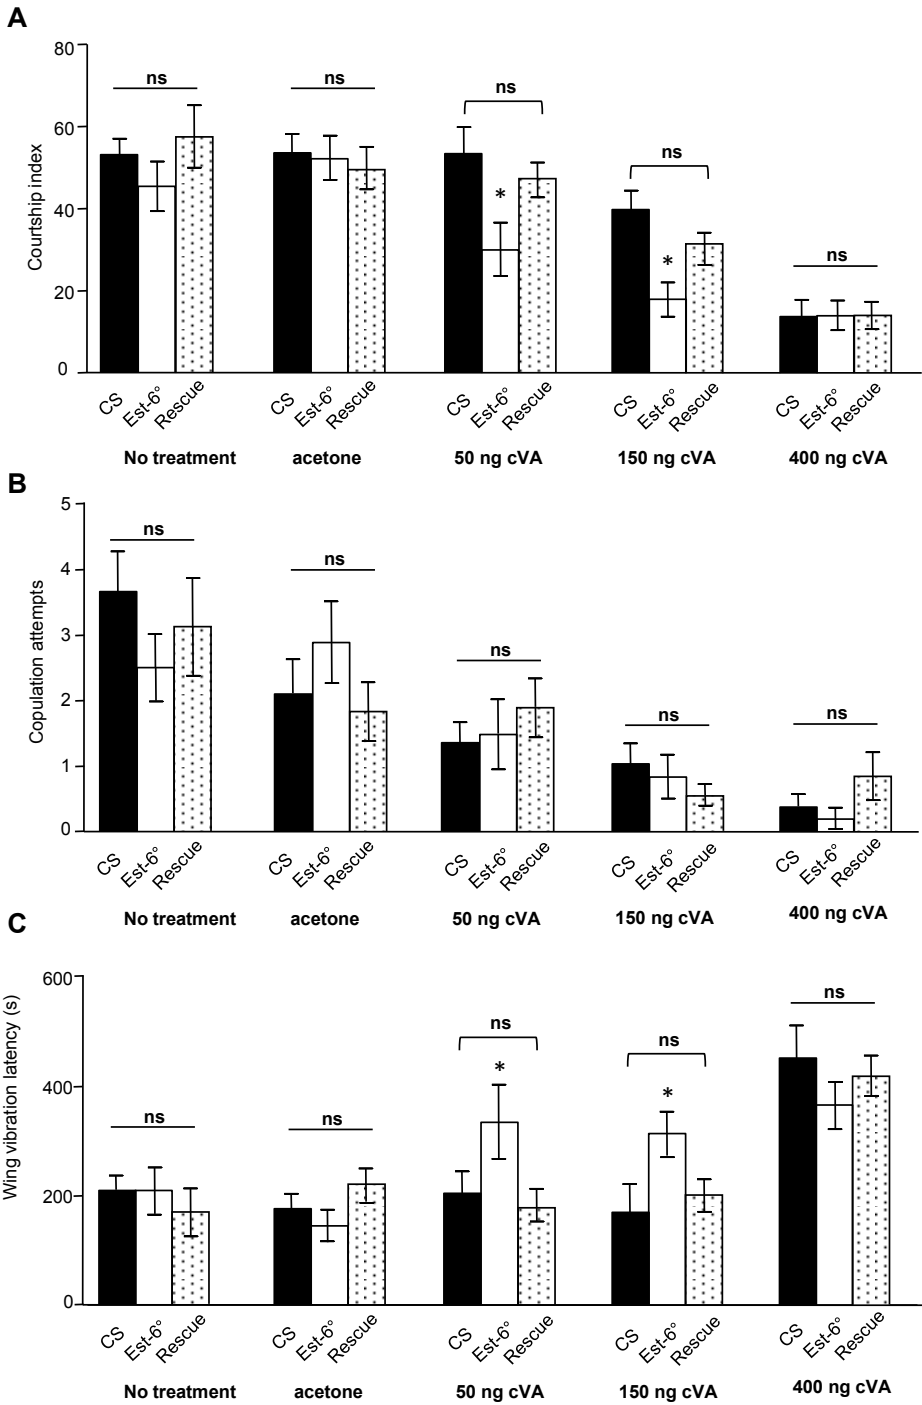 A
80
60
40
20
0
Courtship index
ns
ns
ns
*
ns
*
ns
CS Est-6° Rescue CS Est-6° Rescue CS Est-6° Rescue CS Est-6° Rescue CS Est-6° Rescue
No treatment acetone 50 ng cVA 150 ng cVA 400 ng cVA
B
5
4
3
2
1
0
Copulation attempts
ns
ns
ns
ns
ns
CS Est-6° Rescue CS Est-6° Rescue CS Est-6° Rescue CS Est-6° Rescue CS Est-6° Rescue
No treatment acetone 50 ng cVA 150 ng cVA 400 ng cVA
C
600
400
200
0
Wing vibration latency (s)
ns
ns
ns
*
ns
*
ns
CS Est-6° Rescue CS Est-6° Rescue CS Est-6° Rescue CS Est-6° Rescue CS Est-6° Rescue
No treatment acetone 50 ng cVA 150 ng cVA 400 ng cVA